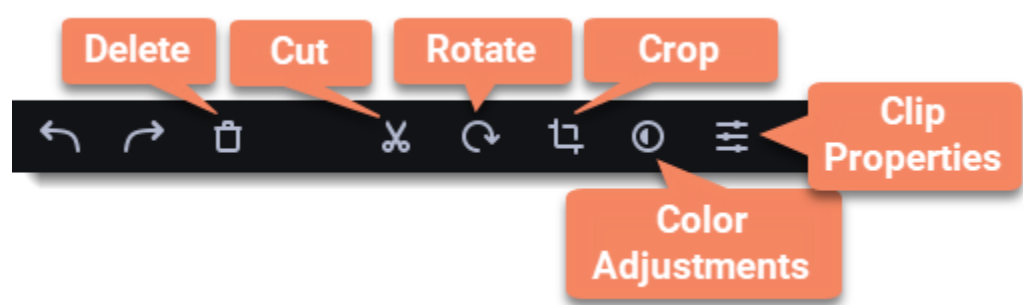 Delete
Cut
Rotate
Crop
Clip
Properties
Color
Adjustments